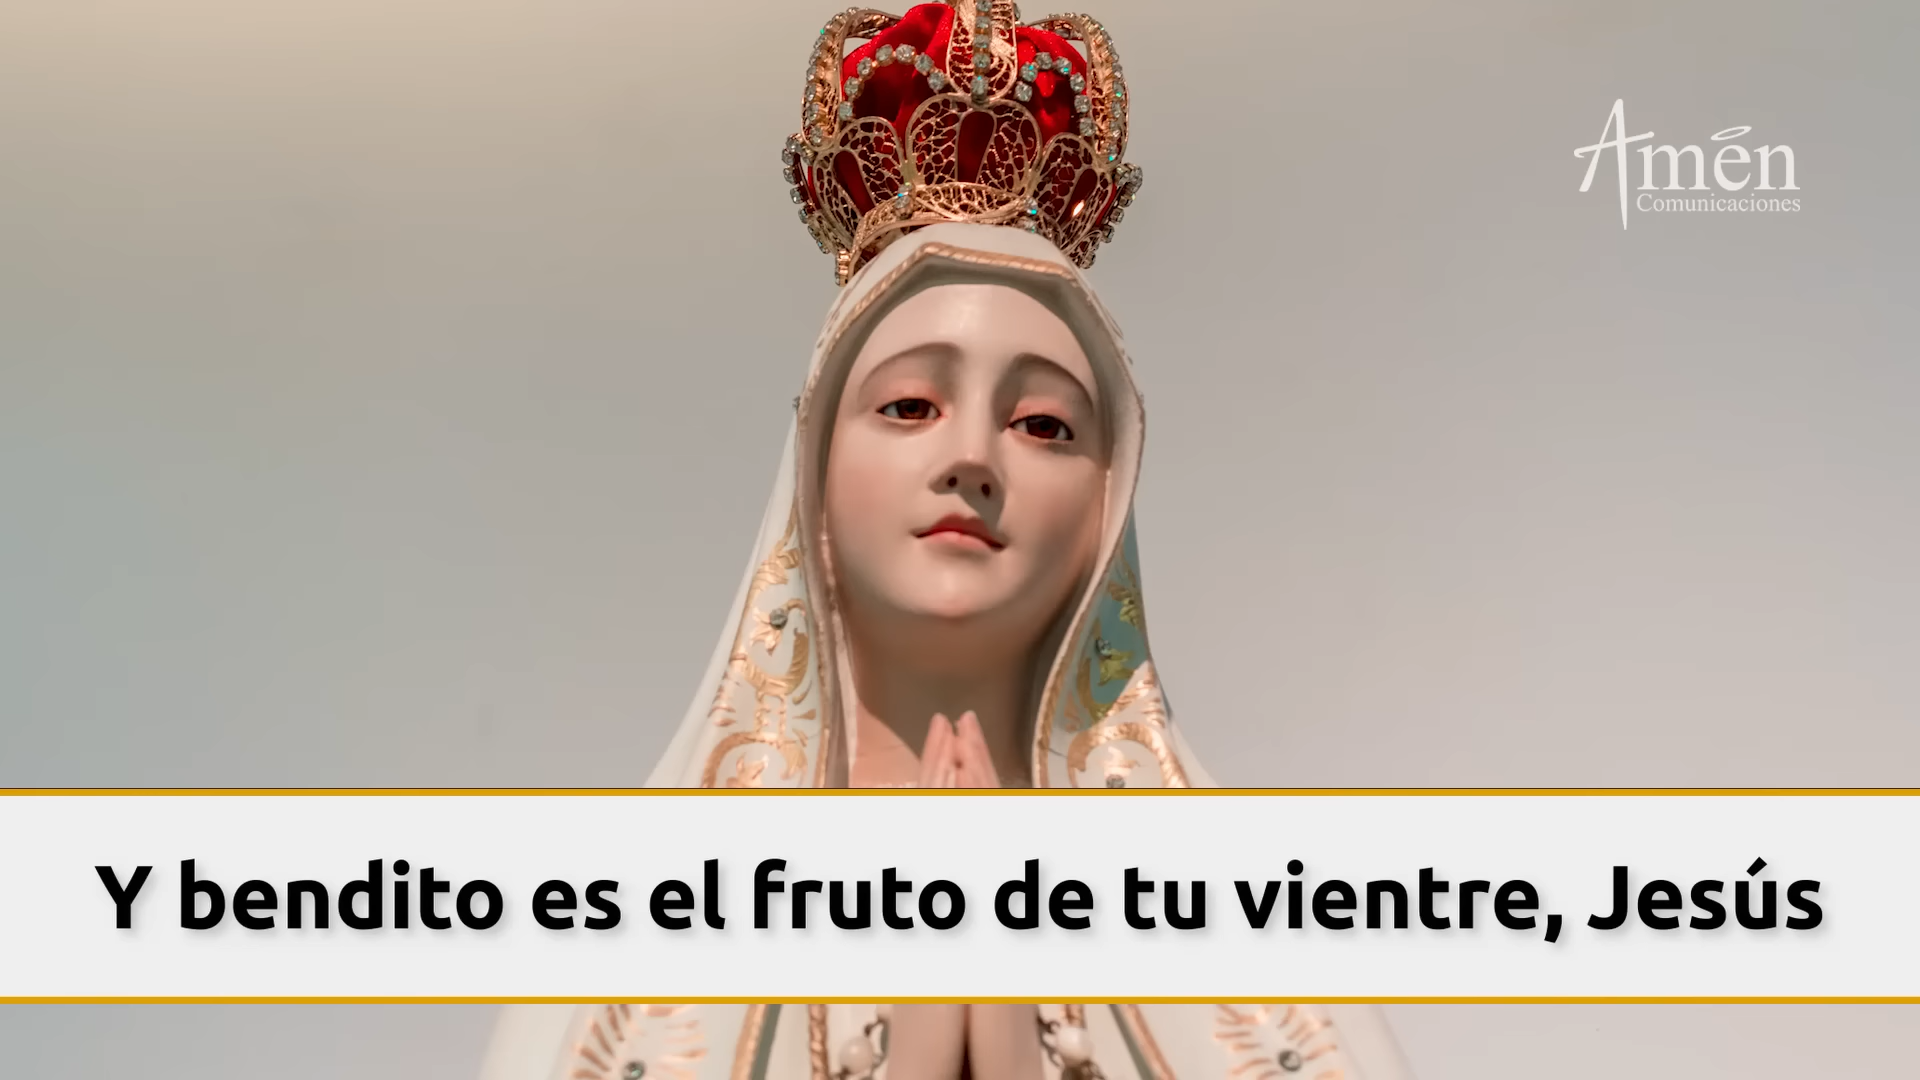 Amén
Comunicaciones
Y bendito es el fruto de tu vientre, Jesús